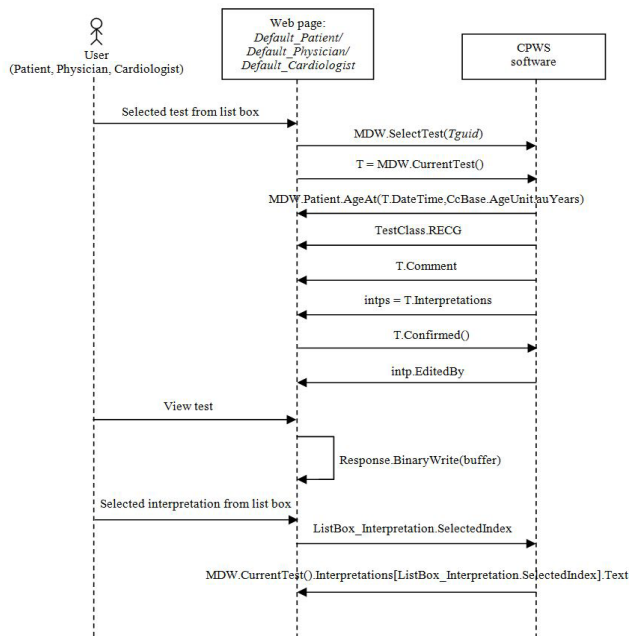 User
(Patient, Physician, Cardiologist)
Web page:
Default_Patient/
Default_Physician/
Default_Cardiologist
CPWS
software
Selected test from list box
MDW.SelectTest(Tguid)
T = MDW.CurrentTest()
MDW.Patient.AgeAt(T.DateTime,CcBase.AgeUnit.auYears)
TestClass.RECG
T.Comment
intps = T.Interpretations
T.Confirmed()
intp.EditedBy
View test
Response.BinaryWrite(buffer)
Selected interpretation from list box
ListBox_Interpretation.SelectedIndex
MDW.CurrentTest().Interpretations[ListBox_Interpretation.SelectedIndex].Text